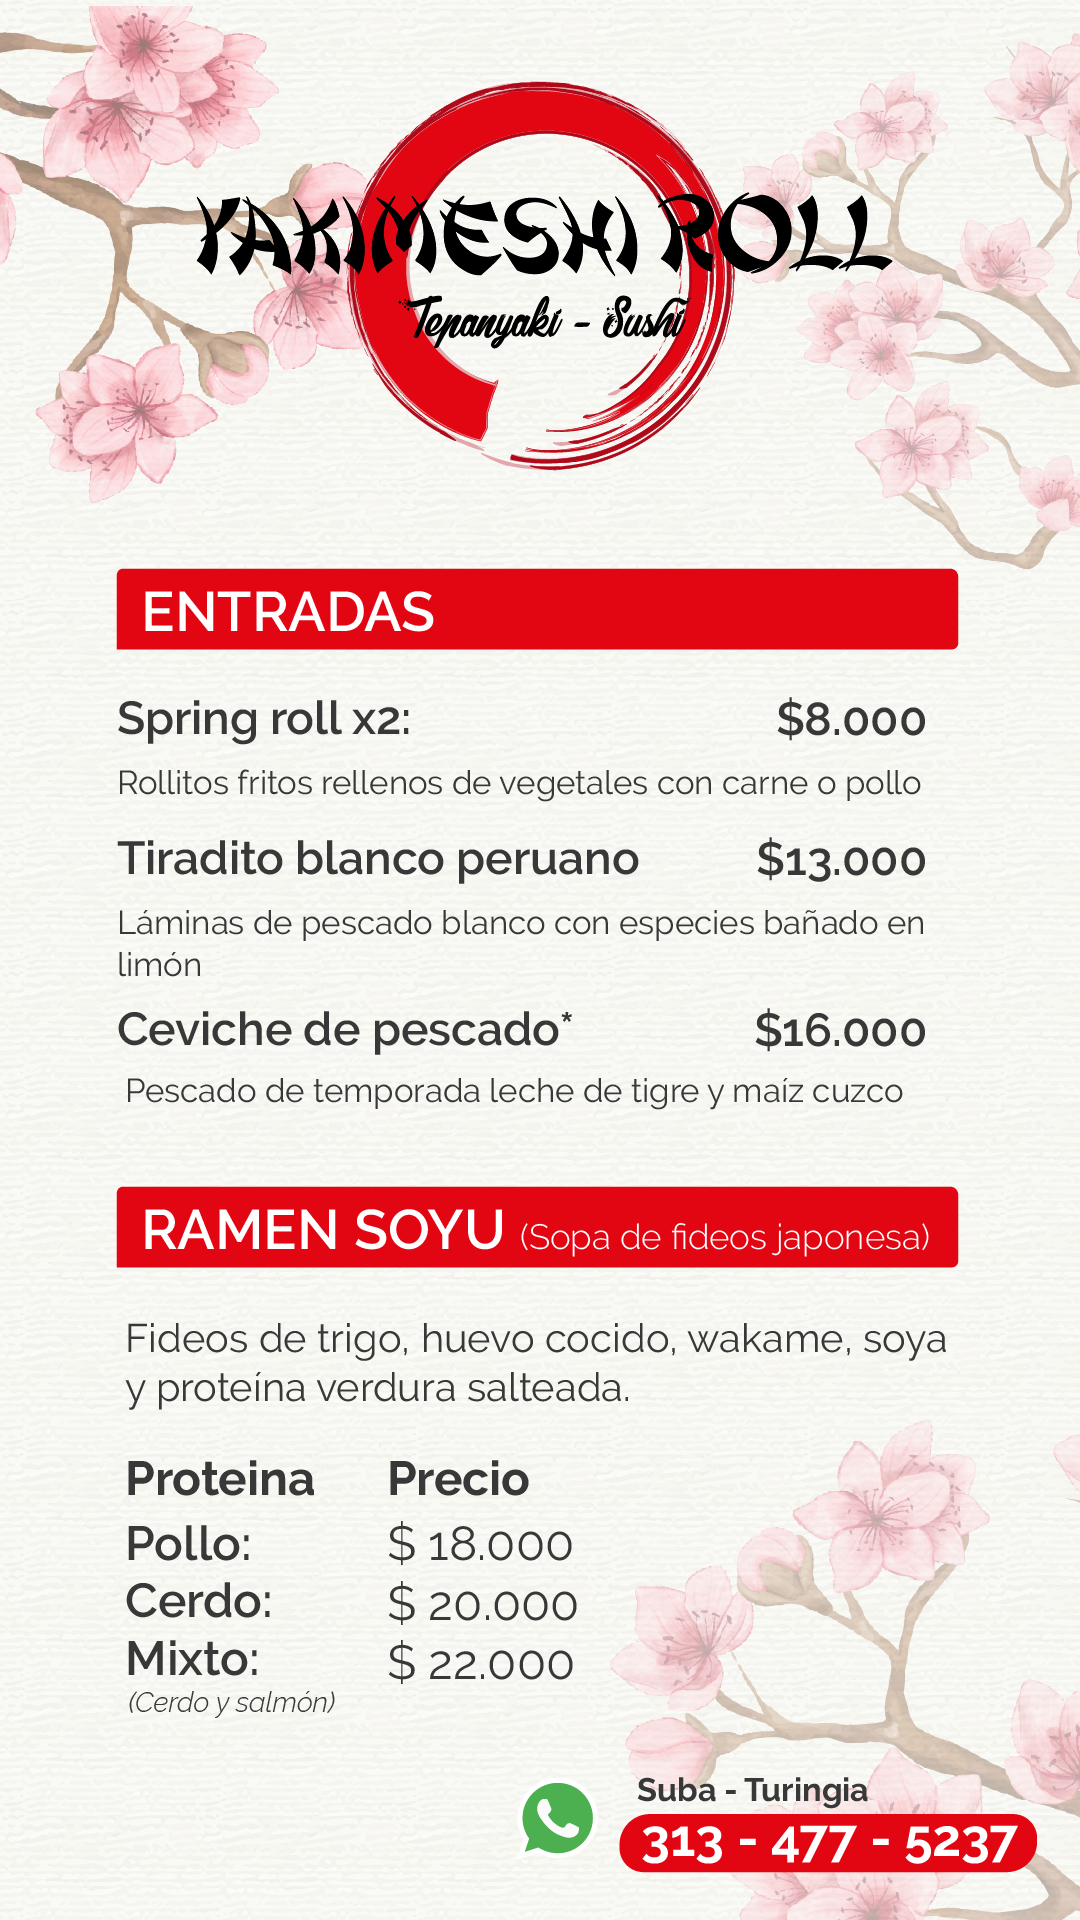 YAKIMESHI ROLL
Tepanyaki - Sushi
ENTRADAS
Spring roll x2: $8.000
Rollitos fritos rellenos de vegetales con carne o pollo
Tiradito blanco peruano $13.000
Láminas de pescado blanco con especies bañado en
limón
Ceviche de pescado* $16.000
Pescado de temporada leche de tigre y maíz cuzco
RAMEN SOYU (Sopa de fideos japonesa)
Fideos de trigo, huevo cocido, wakame, soya
y proteína verdura salteada.
Proteina Precio
Pollo: $ 18.000
Cerdo: $ 20.000
Mixto: $ 22.000
(Cerdo y salmón)
Suba - Turingia
313 - 477 - 5237